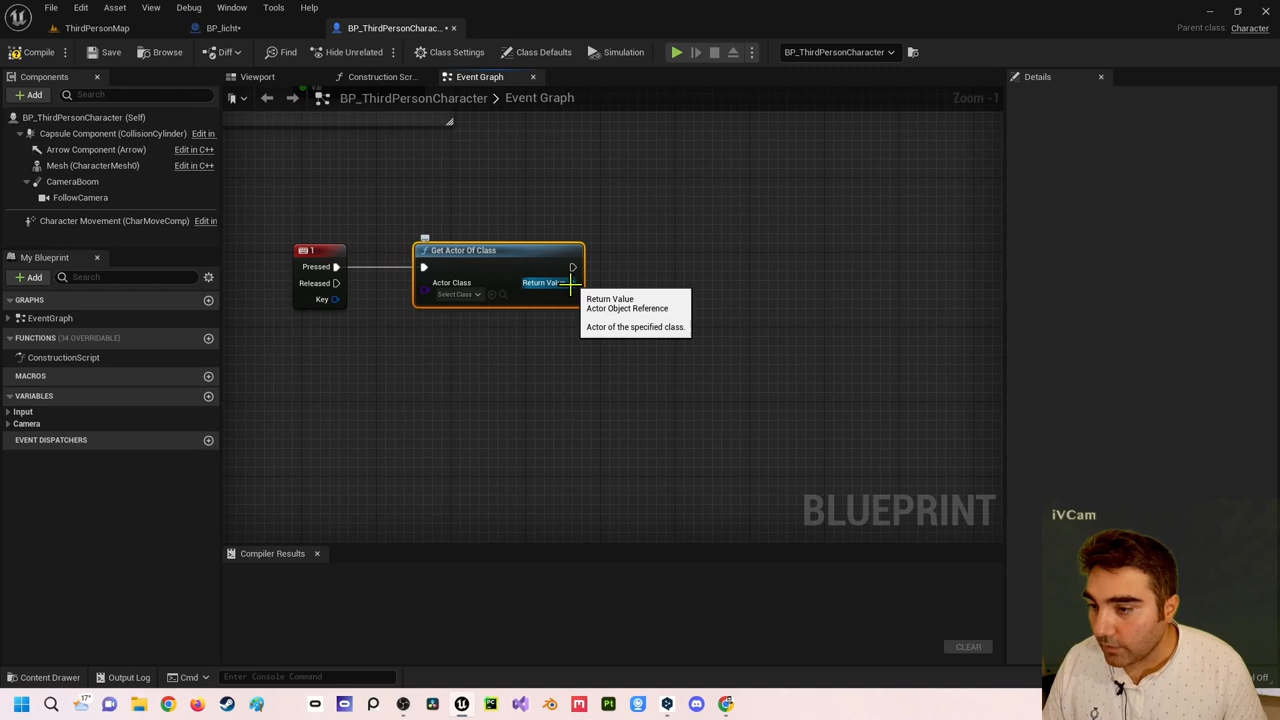 File Edit Asset View Debug Window Tools Help
ThirdPersonMap
BP_licht*
BP_ThirdPersonCharac... *
Parent class: Character
Compile
Save
Browse
Diff
Find
Hide Unrelated
Class Settings
Class Defaults
Simulation
BP_ThirdPersonCharacter
Components
Viewport
Construction Scr...
Event Graph
Details
Add
Search
BP_ThirdPersonCharacter > Event Graph
Zoom -1
BP_ThirdPersonCharacter (Self)
Capsule Component (CollisionCylinder) Edit in
Arrow Component (Arrow) Edit in C++
Mesh (CharacterMesh0) Edit in C++
CameraBoom
FollowCamera
Character Movement (CharMoveComp) Edit in
My Blueprint
Add
Search
GRAPHS
EventGraph
FUNCTIONS (34 OVERRIDABLE)
ConstructionScript
MACROS
VARIABLES
Input
Camera
EVENT DISPATCHERS
1
Pressed
Released
Key
f Get Actor Of Class
Actor Class
Select Class
Return Value
Return Value
Actor Object Reference
Actor of the specified class.
BLUEPRINT
iVCam
Compiler Results
CLEAR
Content Drawer
Output Log
Cmd
Enter Console Command
17°